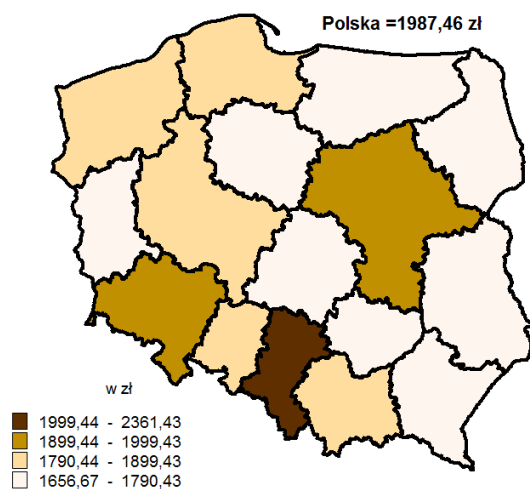 Polska =1987,46 zł
w zł
1999,44 - 2361,43
1899,44 - 1999,43
1790,44 - 1899,43
1656,67 - 1790,43